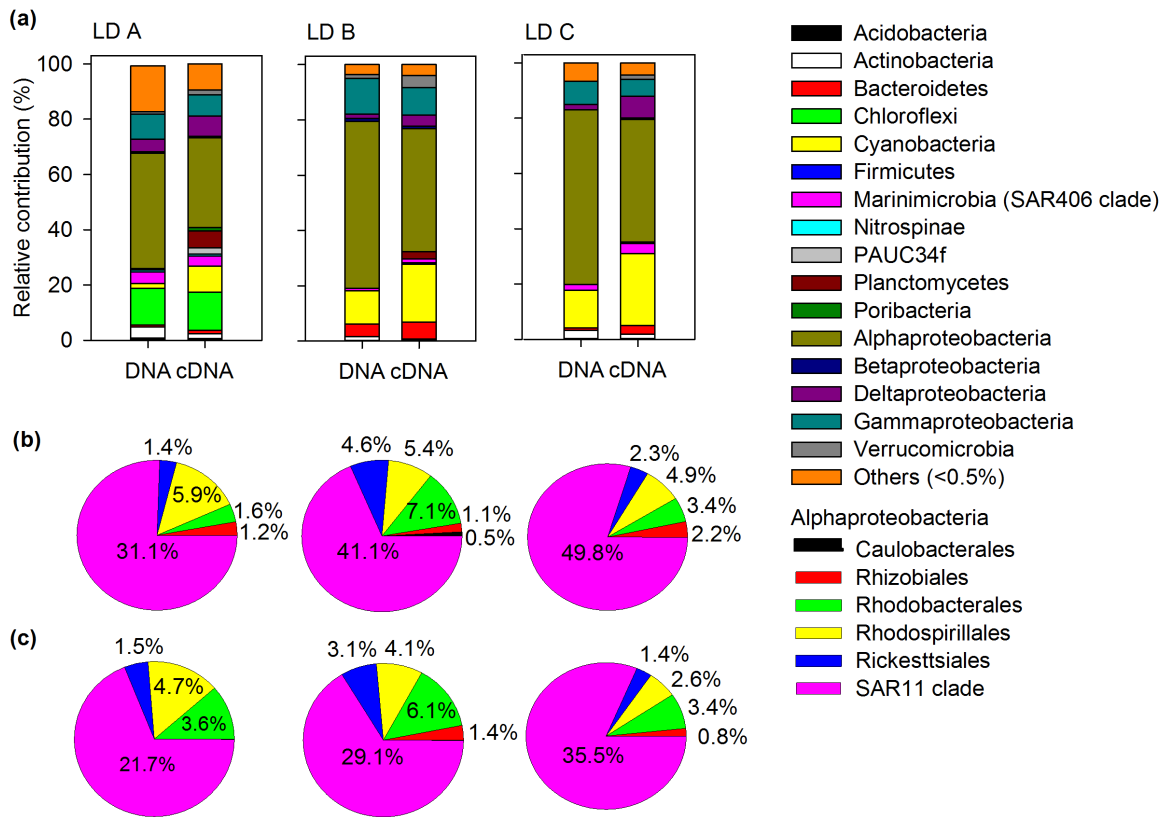 (a)
LD A
LD B
LD C
Relative contribution (%)
100
80
60
40
20
0
DNA cDNA
DNA cDNA
DNA cDNA
Acidobacteria
Actinobacteria
Bacteroidetes
Chloroflexi
Cyanobacteria
Firmicutes
Marinimicrobia (SAR406 clade)
Nitrospinae
PAUC34f
Planctomycetes
Poribacteria
Alphaproteobacteria
Betaproteobacteria
Deltaproteobacteria
Gammaproteobacteria
Verrucomicrobia
Others (<0.5%)
Alphaproteobacteria
Caulobacterales
Rhizobiales
Rhodobacterales
Rhodospirillales
Rickesttsiales
SAR11 clade
(b)
1.4%
5.9%
1.6%
1.2%
31.1%
4.6%
5.4%
7.1%
1.1%
0.5%
41.1%
2.3%
4.9%
3.4%
2.2%
49.8%
(c)
1.5%
4.7%
3.6%
21.7%
3.1%
4.1%
6.1%
1.4%
29.1%
1.4%
2.6%
3.4%
0.8%
35.5%